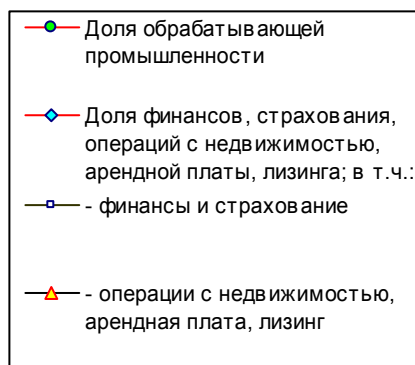 Доля обрабатывающей
промышленности
Доля финансов, страхования,
операций с недвижимостью,
арендной платы, лизинга; в т.ч.:
- финансы и страхование
- операции с недвижимостью,
арендная плата, лизинг